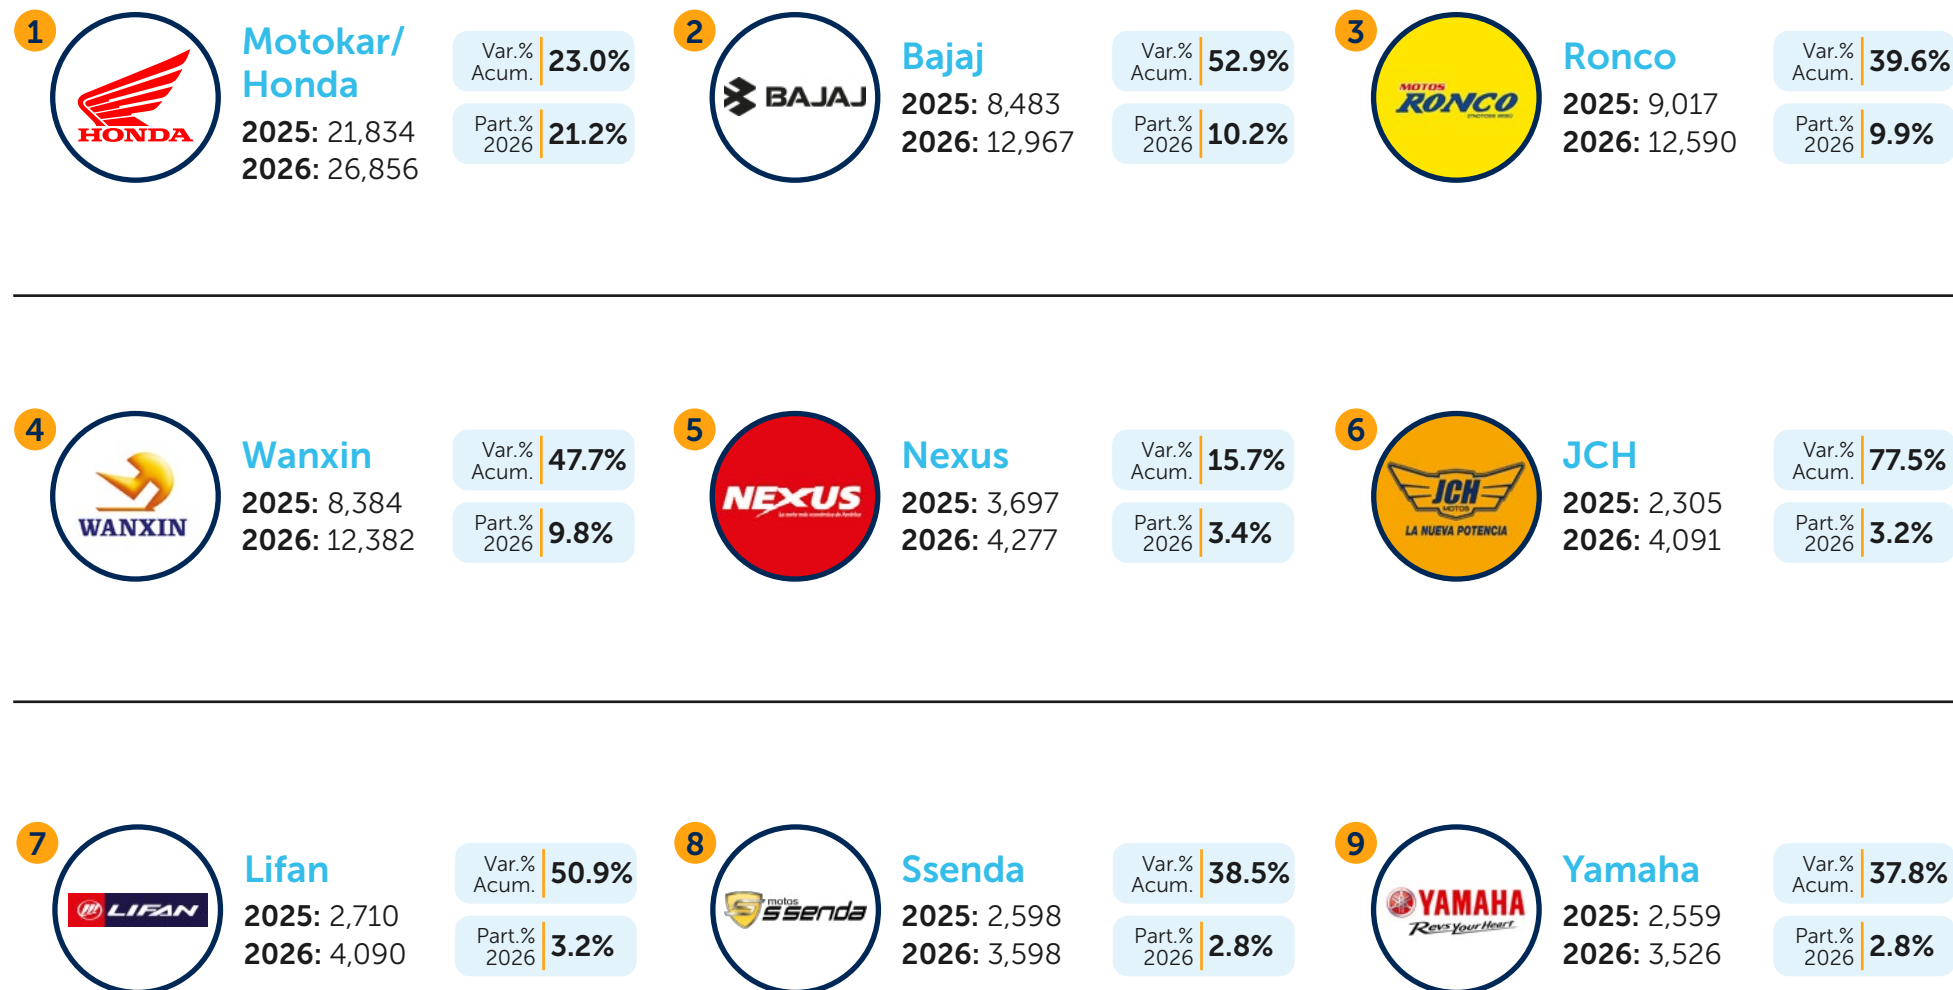 1
HONDA
Motokar/
Honda
2025: 21,834
2026: 26,856
Var.%
Acum.
23.0%
Part.%
2026
21.2%
2
BAJAJ
Bajaj
2025: 8,483
2026: 12,967
Var.%
Acum.
52.9%
Part.%
2026
10.2%
3
MOTOS
RONCO
Ronco
2025: 9,017
2026: 12,590
Var.%
Acum.
39.6%
Part.%
2026
9.9%
4
WANXIN
Wanxin
2025: 8,384
2026: 12,382
Var.%
Acum.
47.7%
Part.%
2026
9.8%
5
NEXUS
La moto más económica de América
Nexus
2025: 3,697
2026: 4,277
Var.%
Acum.
15.7%
Part.%
2026
3.4%
6
JCH
MOTOS
LA NUEVA POTENCIA
JCH
2025: 2,305
2026: 4,091
Var.%
Acum.
77.5%
Part.%
2026
3.2%
7
LIFAN
Lifan
2025: 2,710
2026: 4,090
Var.%
Acum.
50.9%
Part.%
2026
3.2%
8
motos
ssenda
Ssenda
2025: 2,598
2026: 3,598
Var.%
Acum.
38.5%
Part.%
2026
2.8%
9
YAMAHA
Revs Your Heart
Yamaha
2025: 2,559
2026: 3,526
Var.%
Acum.
37.8%
Part.%
2026
2.8%